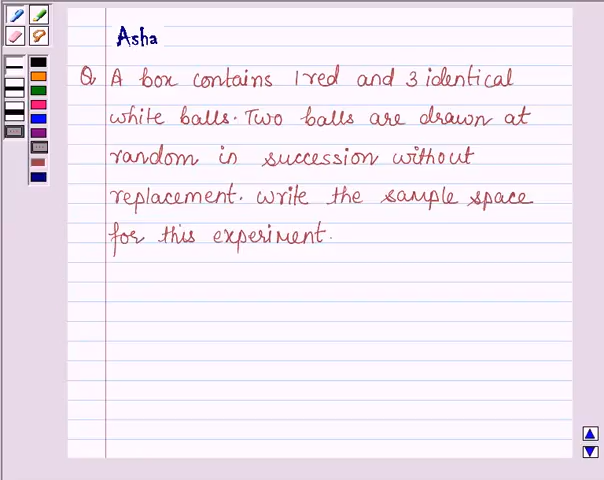 Asha
Q A box contains 1 red and 3 identical
white balls. Two balls are drawn at
random in succession without
replacement. Write the sample space
for this experiment.